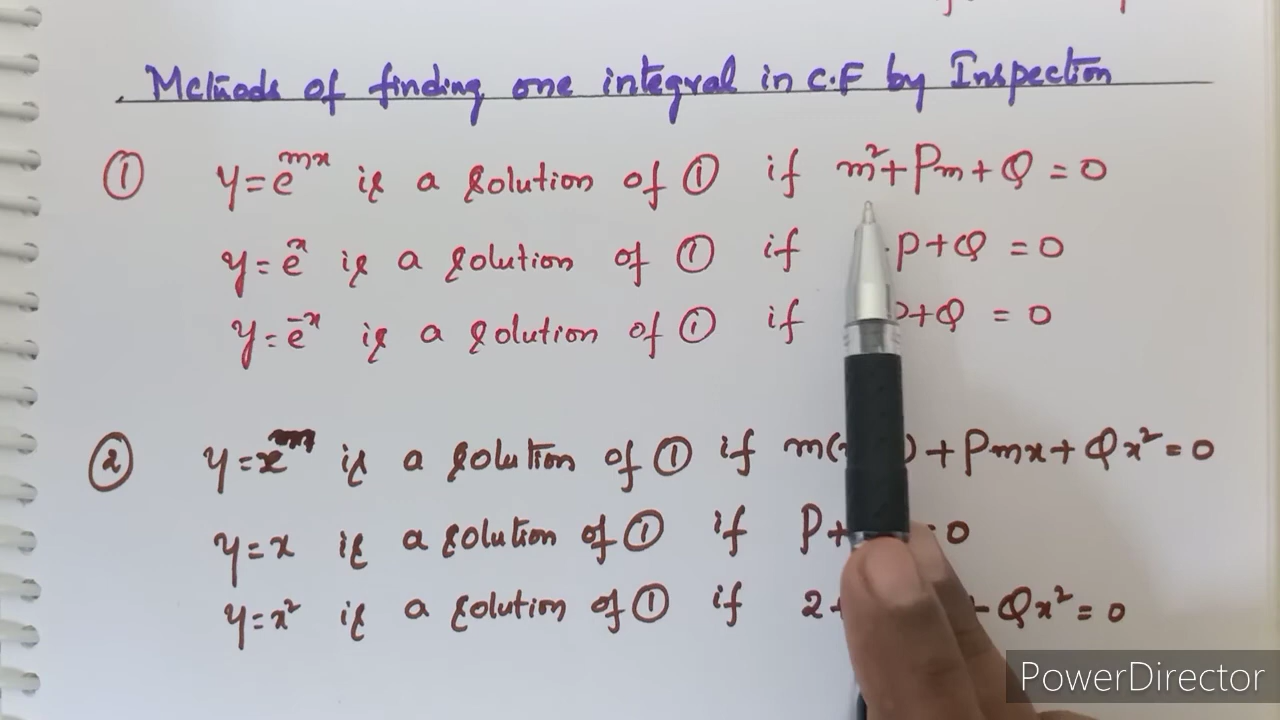 Methods of finding one integral in C.F by Inspection
① y=e^mx is a solution of ① if m²+Pm+Q=0
y=e^x is a solution of ① if P+Q=0
y=e^-x is a solution of ① if +Q=0
② y=x^m is a solution of ① if m( )+Pmx+Qx²=0
y=x is a solution of ① if P+ =0
y=x² is a solution of ① if 2+ Qx²=0
PowerDirector